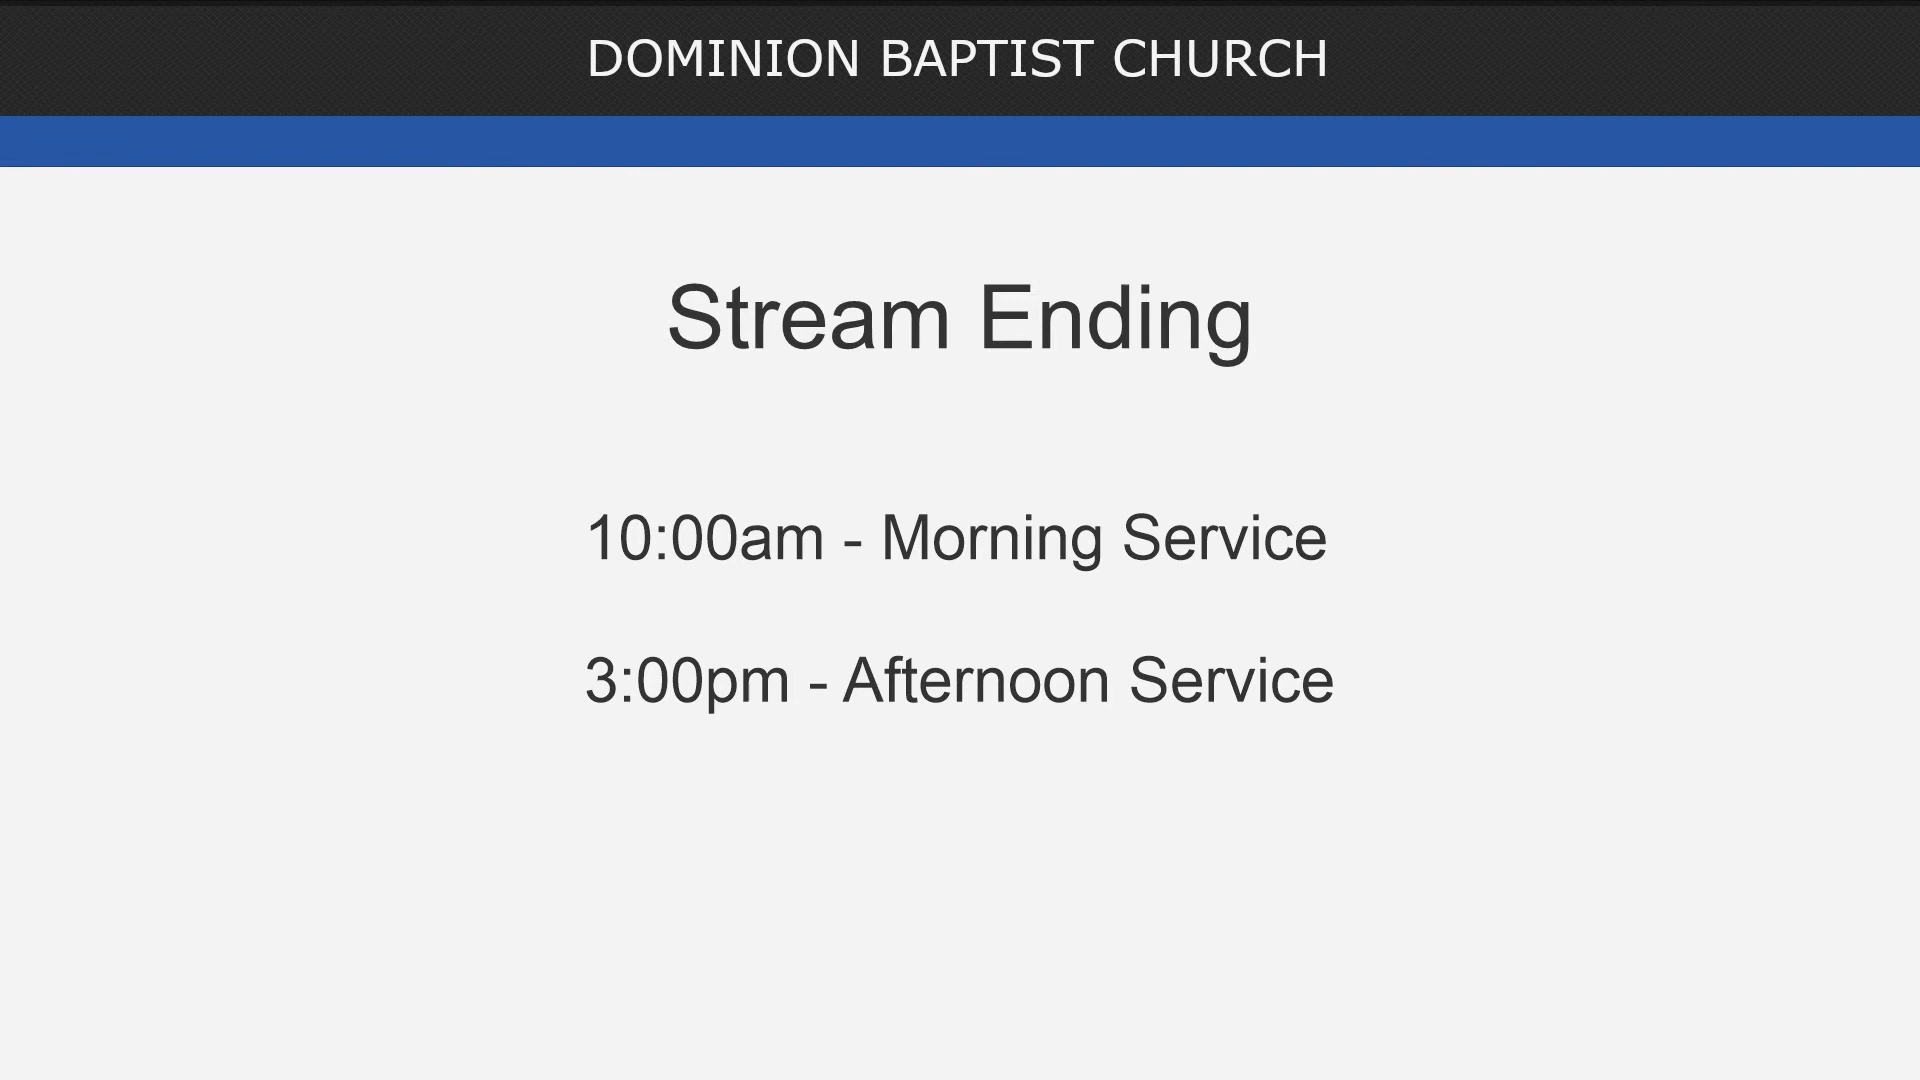 DOMINION BAPTIST CHURCH
Stream Ending
10:00am - Morning Service
3:00pm - Afternoon Service